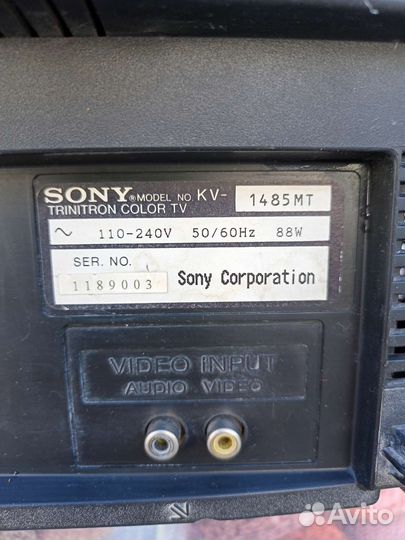 SONY® MODEL NO. KV- 1485MT
TRINITRON COLOR TV
~ 110-240V 50/60Hz 88W
SER. NO.
1189003 Sony Corporation
VIDEO INPUT
AUDIO VIDEO
Avito